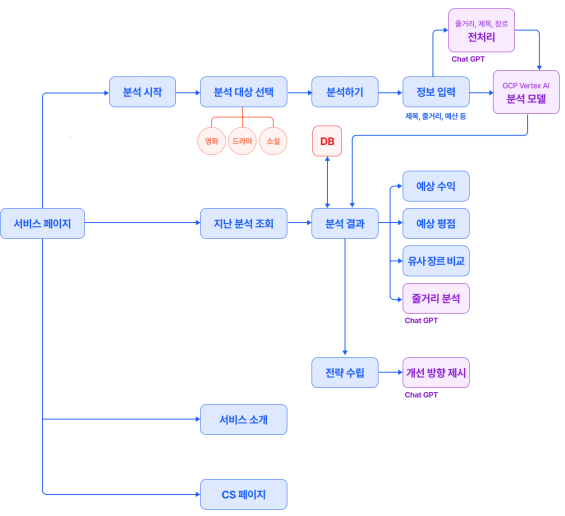 줄거리, 제목, 장르
전처리
Chat GPT
분석 시작
분석 대상 선택
분석하기
정보 입력
GCP Vertex AI
분석 모델
제목, 줄거리, 예산 등
영화
드라마
소설
DB
예상 수익
서비스 페이지
지난 분석 조회
분석 결과
예상 평점
유사 장르 비교
줄거리 분석
Chat GPT
전략 수립
개선 방향 제시
Chat GPT
서비스 소개
CS 페이지